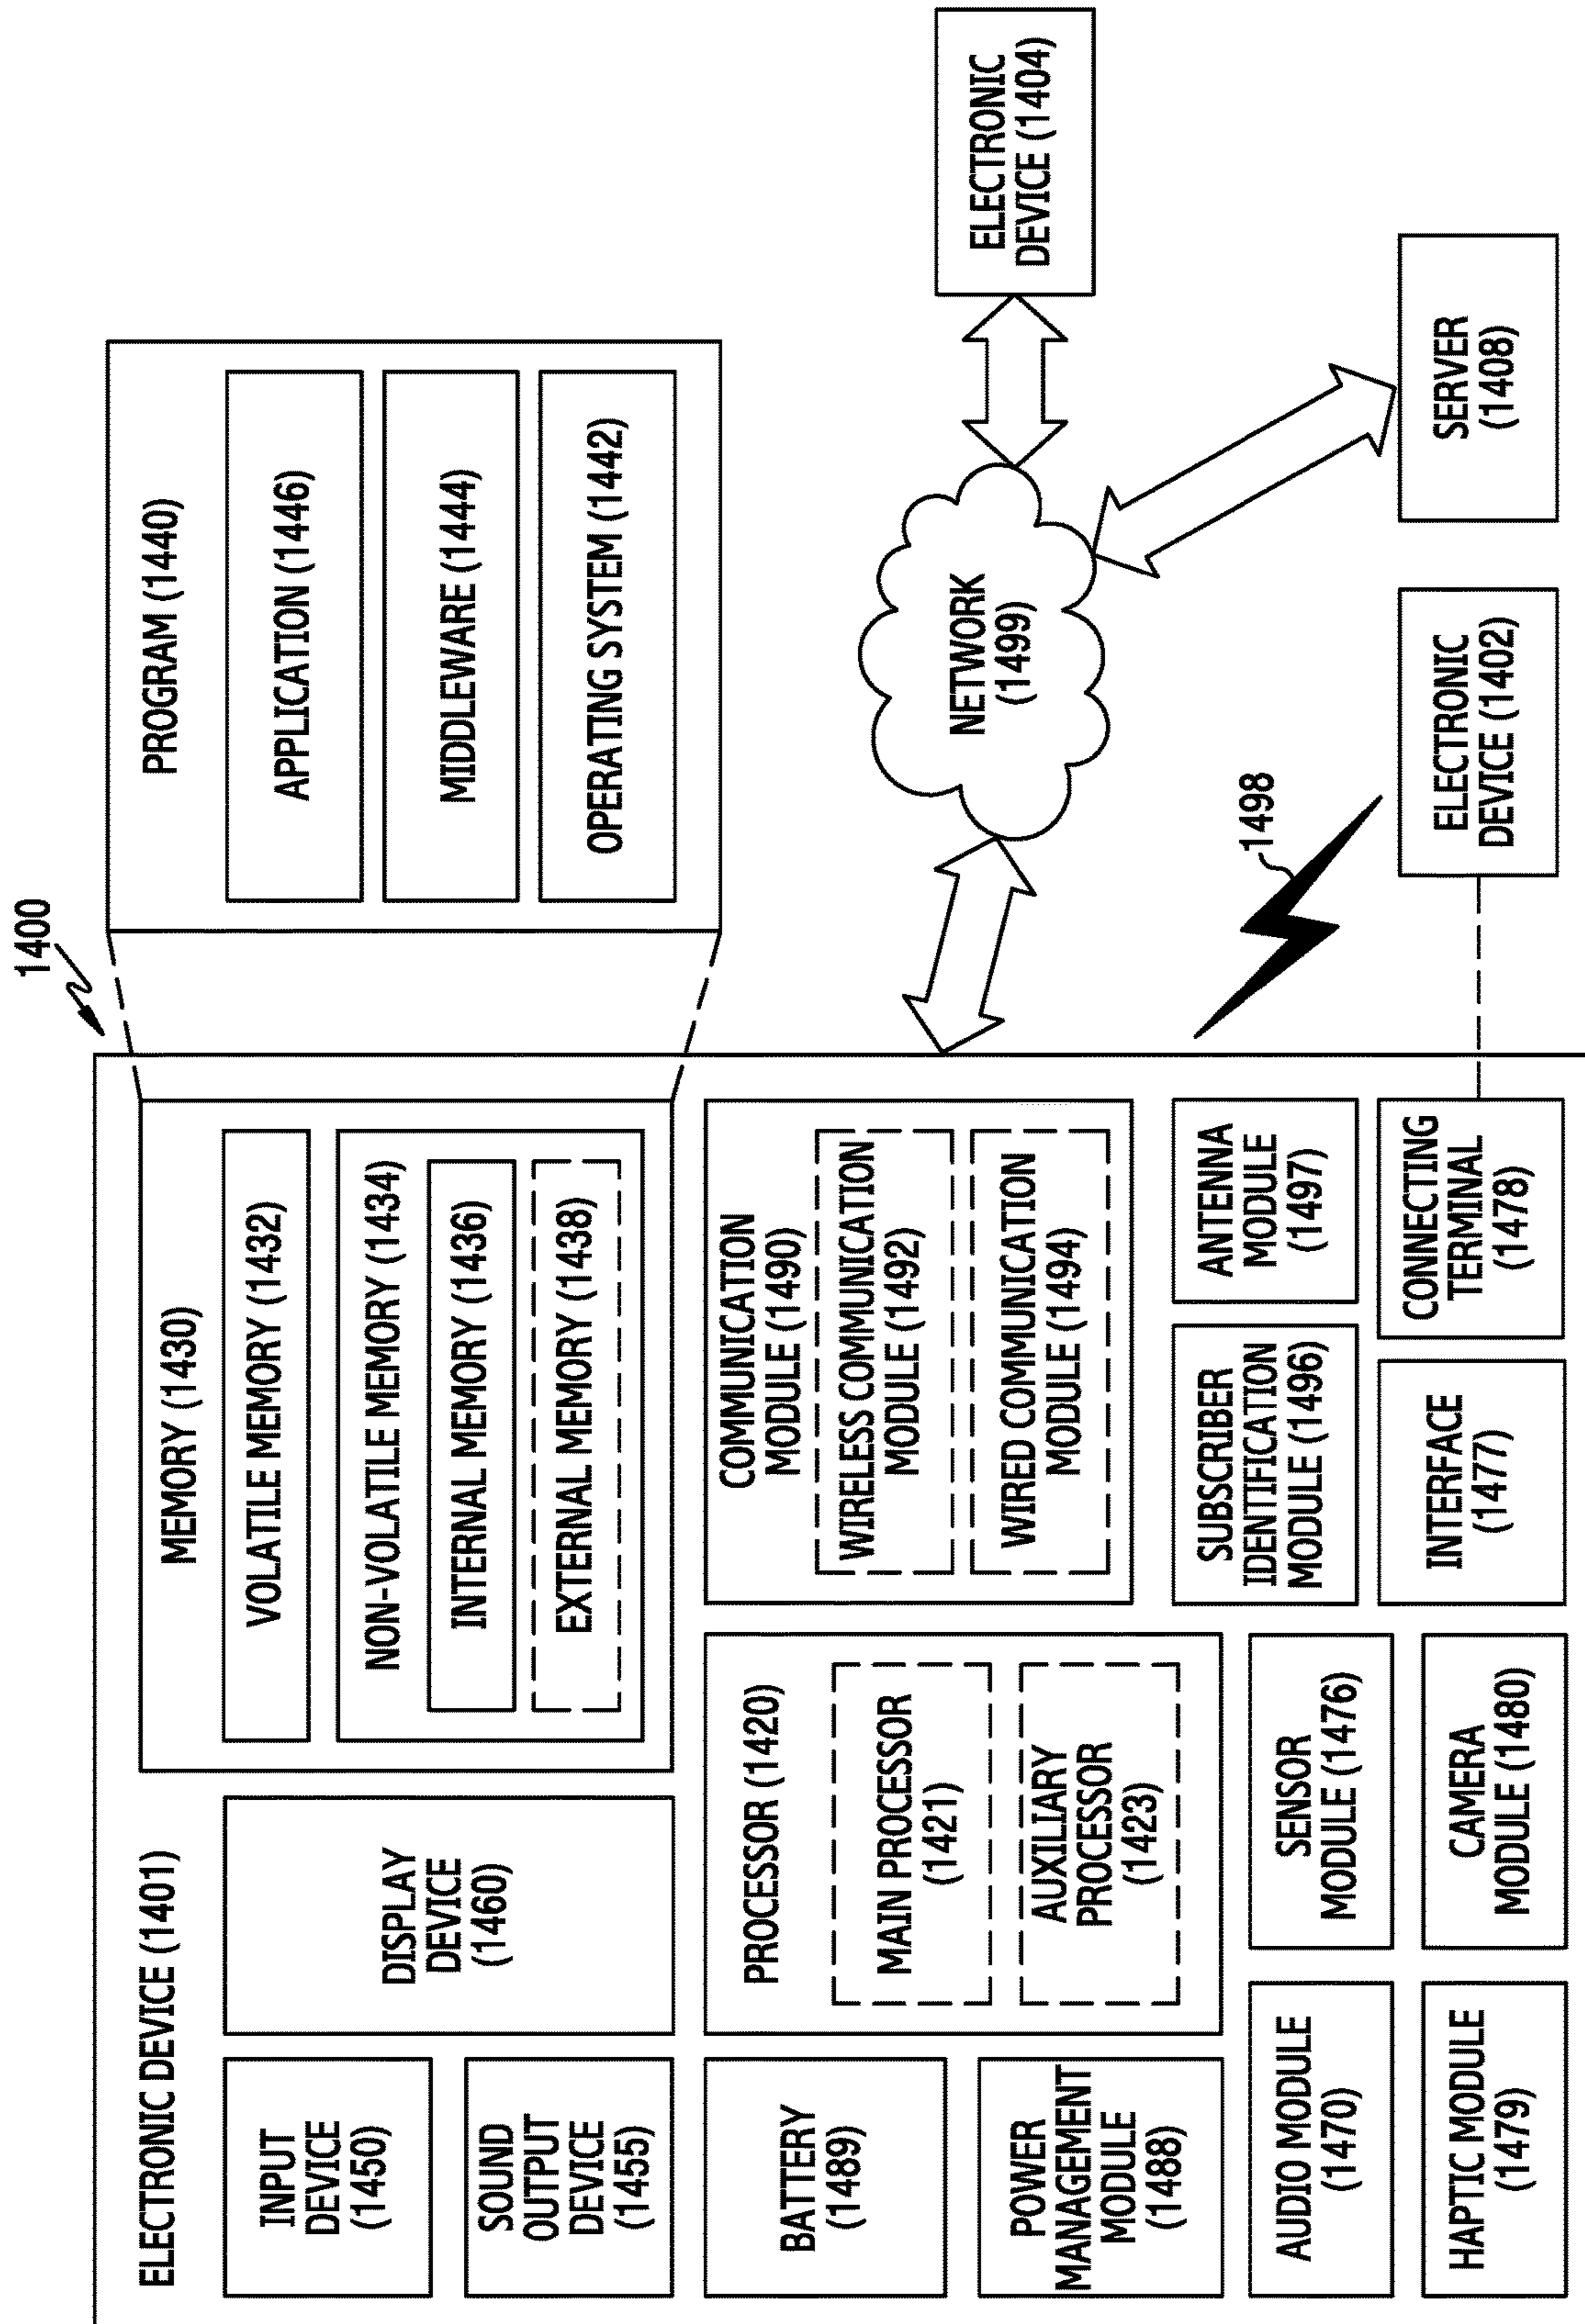 1400
ELECTRONIC DEVICE (1401)
INPUT
DEVICE
(1450)
SOUND
OUTPUT
DEVICE
(1455)
DISPLAY
DEVICE
(1460)
MEMORY (1430)
VOLATILE MEMORY (1432)
NON-VOLATILE MEMORY (1434)
INTERNAL MEMORY (1436)
EXTERNAL MEMORY (1438)
PROGRAM (1440)
APPLICATION (1446)
MIDDLEWARE (1444)
OPERATING SYSTEM (1442)
BATTERY
(1489)
POWER
MANAGEMENT
MODULE
(1488)
PROCESSOR (1420)
MAIN PROCESSOR
(1421)
AUXILIARY
PROCESSOR
(1423)
COMMUNICATION
MODULE (1490)
WIRELESS COMMUNICATION
MODULE (1492)
WIRED COMMUNICATION
MODULE (1494)
NETWORK
(1499)
ELECTRONIC
DEVICE (1404)
AUDIO MODULE
(1470)
SENSOR
MODULE (1476)
SUBSCRIBER
IDENTIFICATION
MODULE (1496)
ANTENNA
MODULE
(1497)
1498
HAPTIC MODULE
(1479)
CAMERA
MODULE (1480)
INTERFACE
(1477)
CONNECTING
TERMINAL
(1478)
ELECTRONIC
DEVICE (1402)
SERVER
(1408)